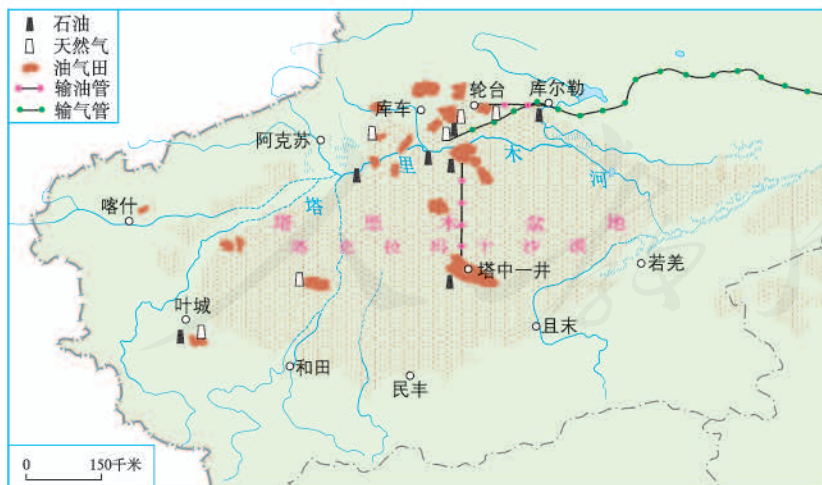 石油
天然气
油气田
输油管
输气管
轮台
库尔勒
库车
阿克苏
里
木
河
塔
喀什
塔里木盆地
塔克拉玛干沙漠
塔中一井
若羌
叶城
且末
和田
民丰
0 150千米